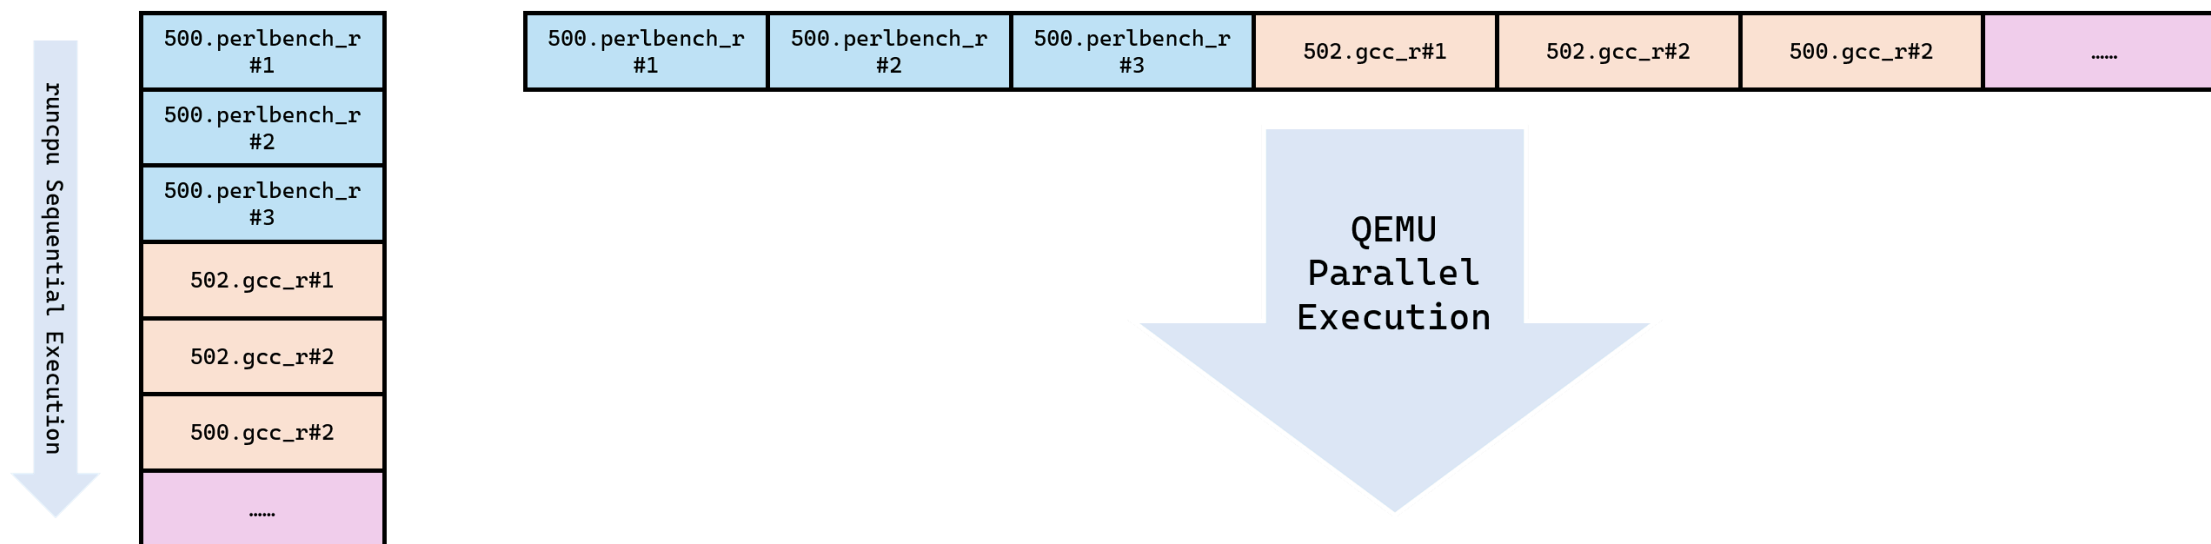 runcpu Sequential Execution
500.perlbench_r
#1
500.perlbench_r
#2
500.perlbench_r
#3
502.gcc_r#1
502.gcc_r#2
500.gcc_r#2
……
500.perlbench_r
#1
500.perlbench_r
#2
500.perlbench_r
#3
502.gcc_r#1
502.gcc_r#2
500.gcc_r#2
……
QEMU
Parallel
Execution